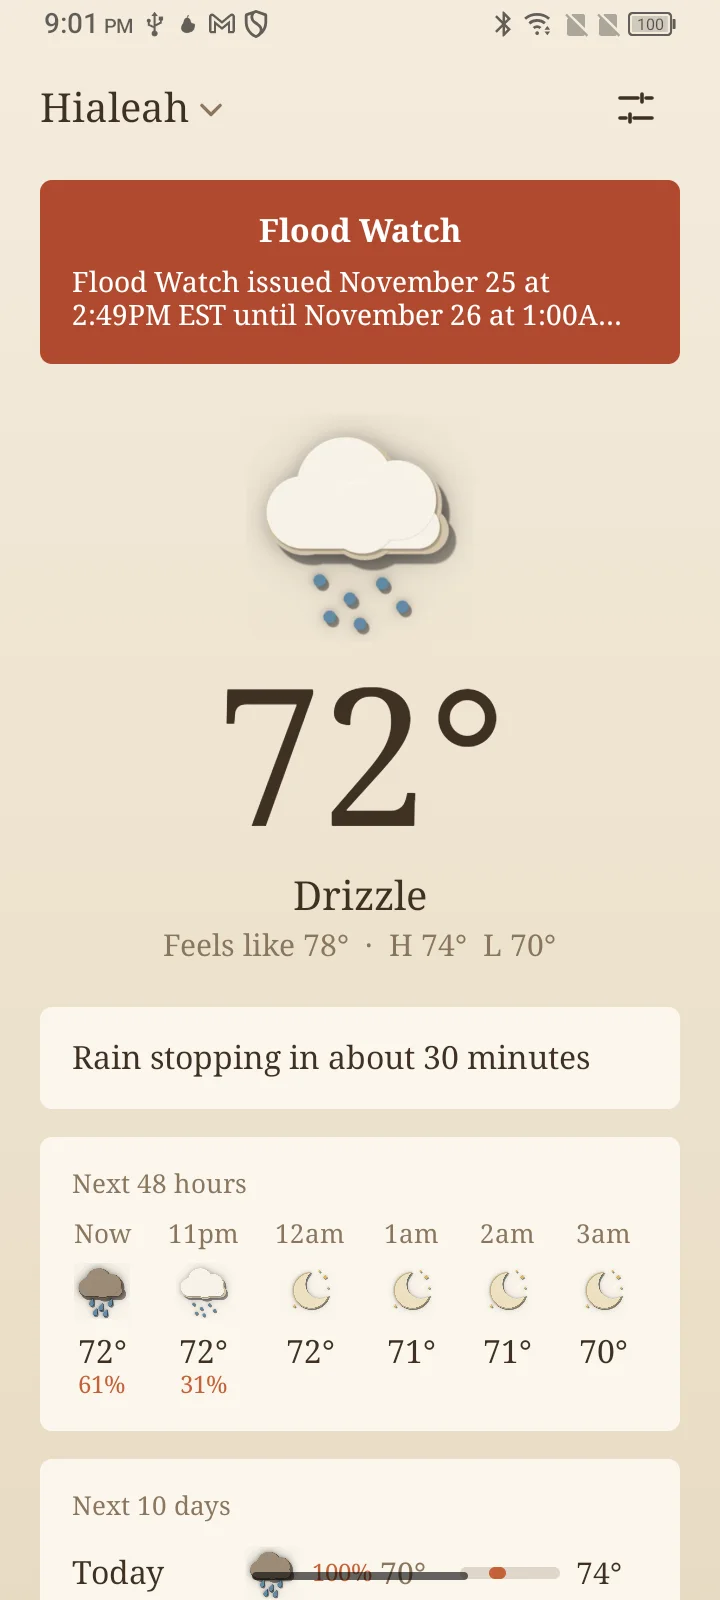 9:01 PM 100
Hialeah
Flood Watch
Flood Watch issued November 25 at
2:49PM EST until November 26 at 1:00A...
72°
Drizzle
Feels like 78° · H 74° L 70°
Rain stopping in about 30 minutes
Next 48 hours
Now 11pm 12am 1am 2am 3am
72° 72° 72° 71° 71° 70°
61% 31%
Next 10 days
Today 100% 70° 74°